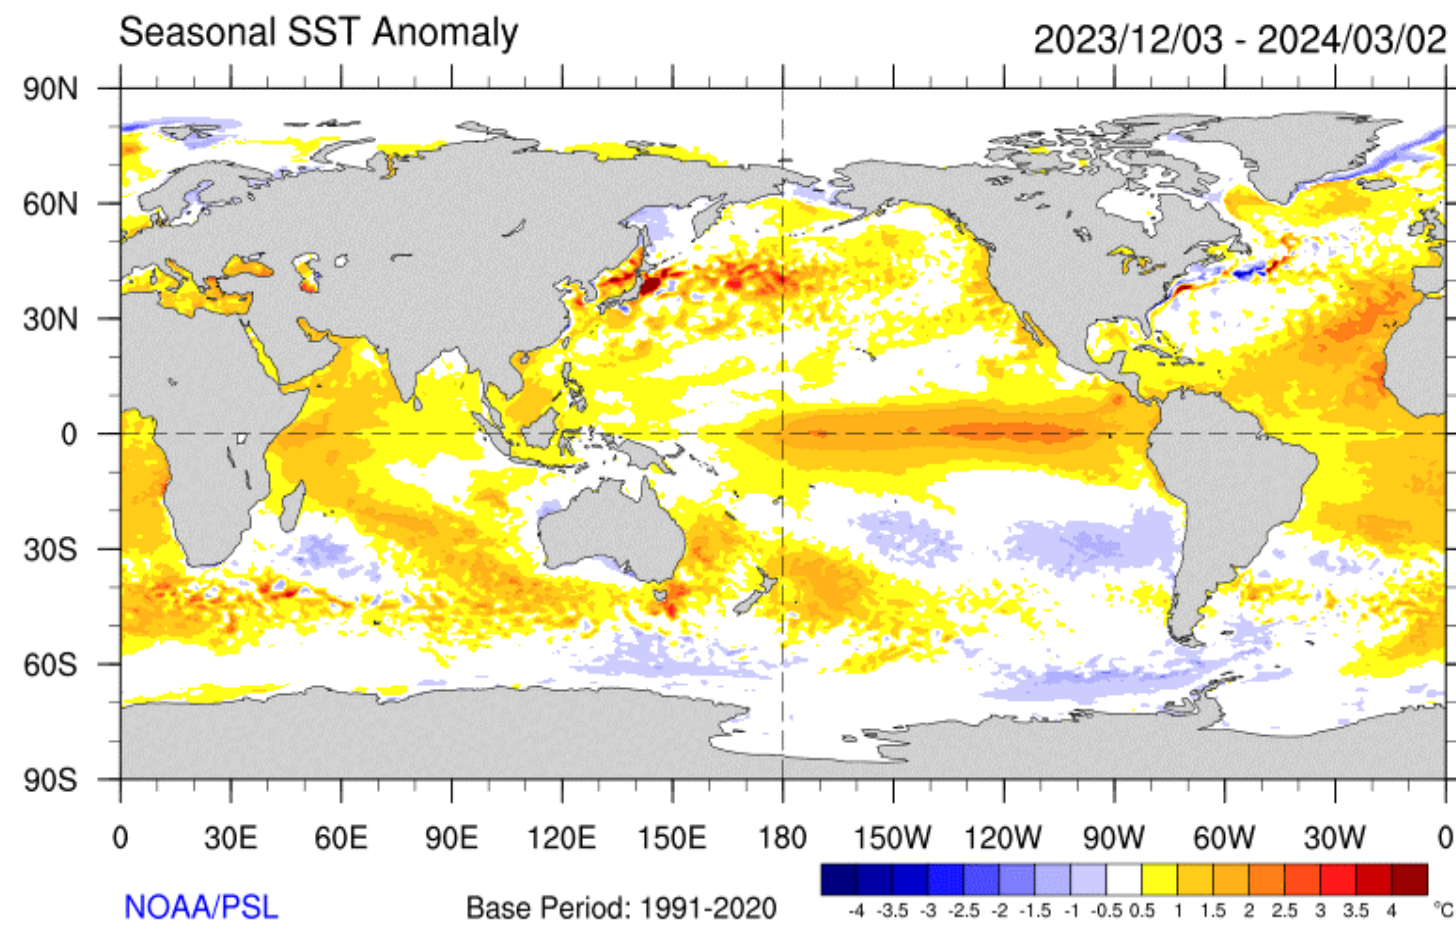 Seasonal SST Anomaly
2023/12/03 - 2024/03/02
90N
60N
30N
0
30S
60S
90S
0 30E 60E 90E 120E 150E 180 150W 120W 90W 60W 30W 0
NOAA/PSL
Base Period: 1991-2020
-4 -3.5 -3 -2.5 -2 -1.5 -1 -0.5 0.5 1 1.5 2 2.5 3 3.5 4 °C